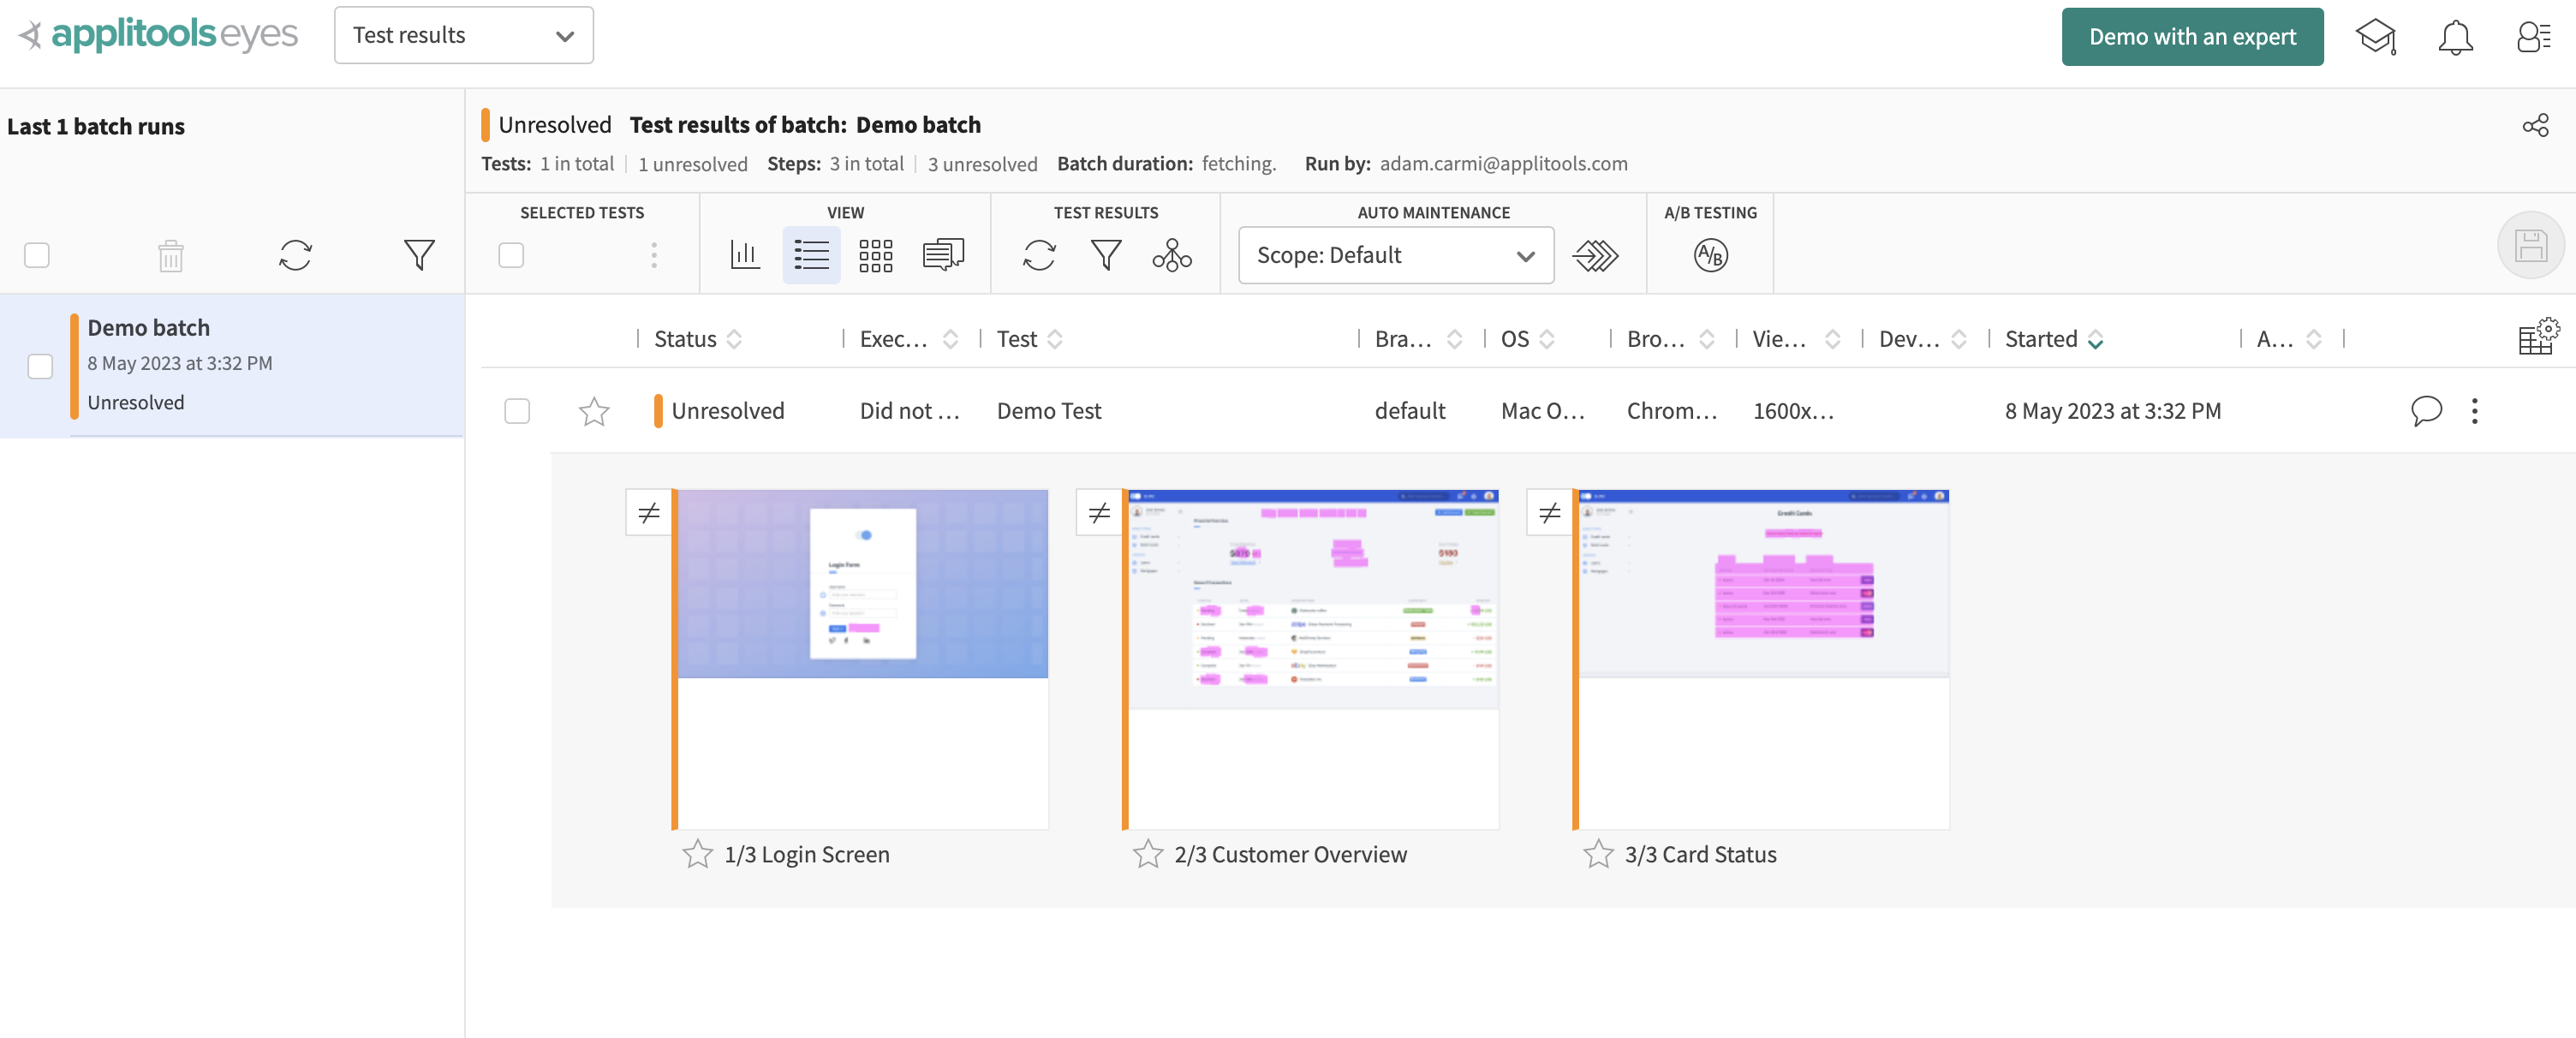 applitools eyes
Test results
Demo with an expert
Last 1 batch runs
Unresolved Test results of batch: Demo batch
Tests: 1 in total 1 unresolved Steps: 3 in total 3 unresolved Batch duration: fetching. Run by: adam.carmi@applitools.com
SELECTED TESTS
VIEW
TEST RESULTS
AUTO MAINTENANCE
A/B TESTING
Scope: Default
A/B
Demo batch
8 May 2023 at 3:32 PM
Unresolved
Status Exec... Test Bra... OS Bro... Vie... Dev... Started A...
Unresolved Did not ... Demo Test default Mac O... Chrom... 1600x... 8 May 2023 at 3:32 PM
Login Form
Credit Cards
1/3 Login Screen
2/3 Customer Overview
3/3 Card Status